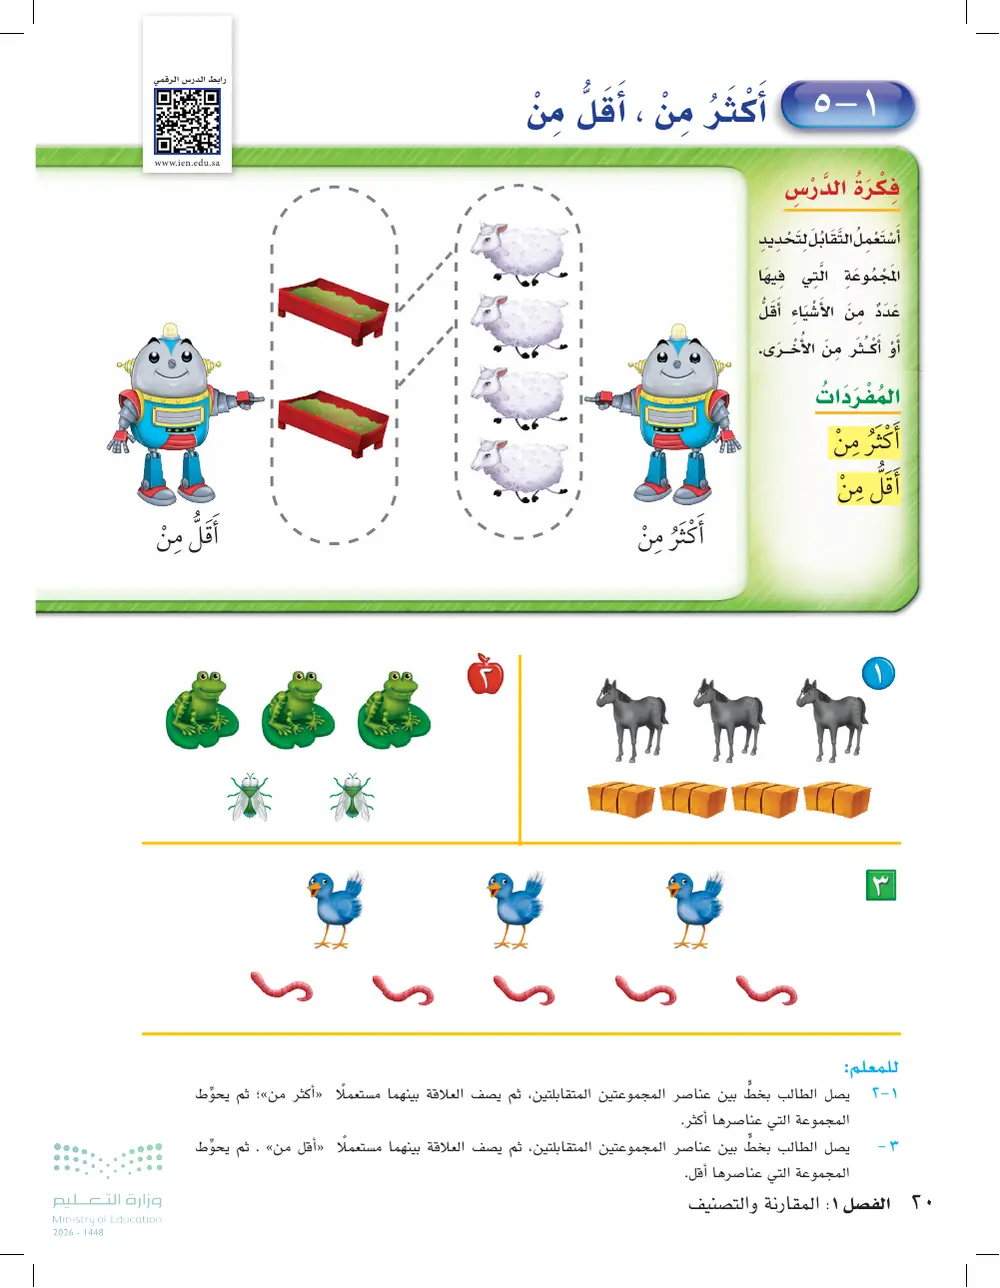 رابط الدرس الرقمي
www.ien.edu.sa
١-٥
أَكْثَرُ مِنْ ، أَقَلُّ مِنْ
فِكْرَةُ الدَّرْسِ
أَسْتَعْمِلُ التَّقَابُلَ لِتَحْدِيدِ
المَجْمُوعَةِ الَّتِي فِيهَا
عَدَدٌ مِنَ الأَشْيَاءِ أَقَلُّ
أَوْ أَكْثَر مِنَ الأُخْرَى.
المُفْرَدَاتُ
أَكْثَرُ مِنْ
أَقَلُّ مِنْ
أَكْثَرُ مِنْ
أَقَلُّ مِنْ
١
٢
٣
للمعلم:
١-٢ يصل الطالب بخطٍّ بين عناصر المجموعتين المتقابلتين، ثم يصف العلاقة بينهما مستعملًا «أكثر من»؛ ثم يحوِّط
المجموعة التي عناصرها أكثر.
٣ - يصل الطالب بخطٍّ بين عناصر المجموعتين المتقابلتين، ثم يصف العلاقة بينهما مستعملًا «أقل من» . ثم يحوِّط
المجموعة التي عناصرها أقل.
٢٠ الفصل ١: المقارنة والتصنيف
وزارة التعليم
Ministry of Education
2026 - 1448